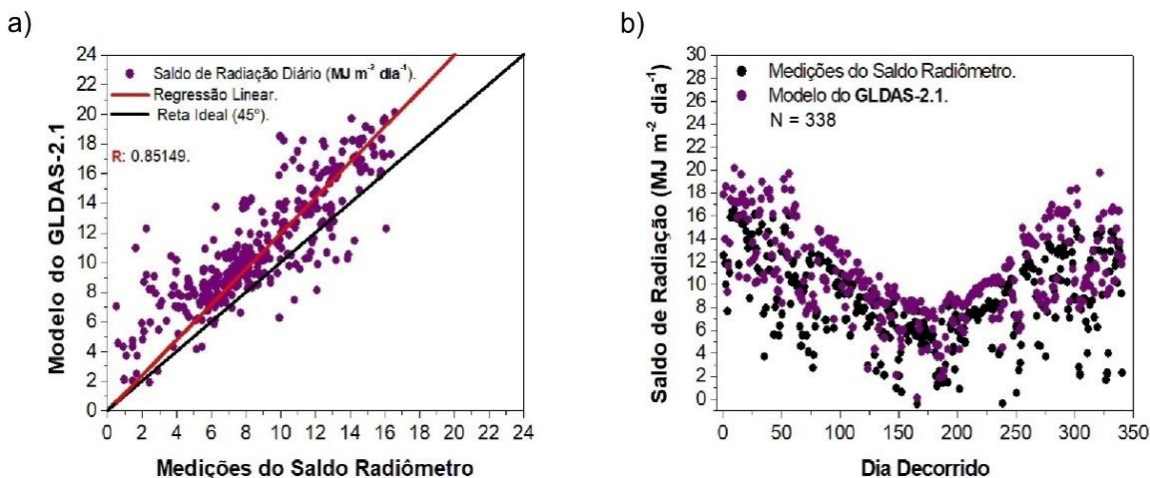 a)
24
22
20
18
16
14
12
10
8
6
4
2
0
Modelo do GLDAS-2.1
Saldo de Radiação Diário (MJ m⁻² dia⁻¹).
Regressão Linear.
Reta Ideal (45º).
R: 0.85149.
0 2 4 6 8 10 12 14 16 18 20 22 24
Medições do Saldo Radiômetro
b)
30
28
26
24
22
20
18
16
14
12
10
8
6
4
2
0
Saldo de Radiação (MJ m⁻² dia⁻¹)
Medições do Saldo Radiômetro.
Modelo do GLDAS-2.1.
N = 338
0 50 100 150 200 250 300 350
Dia Decorrido